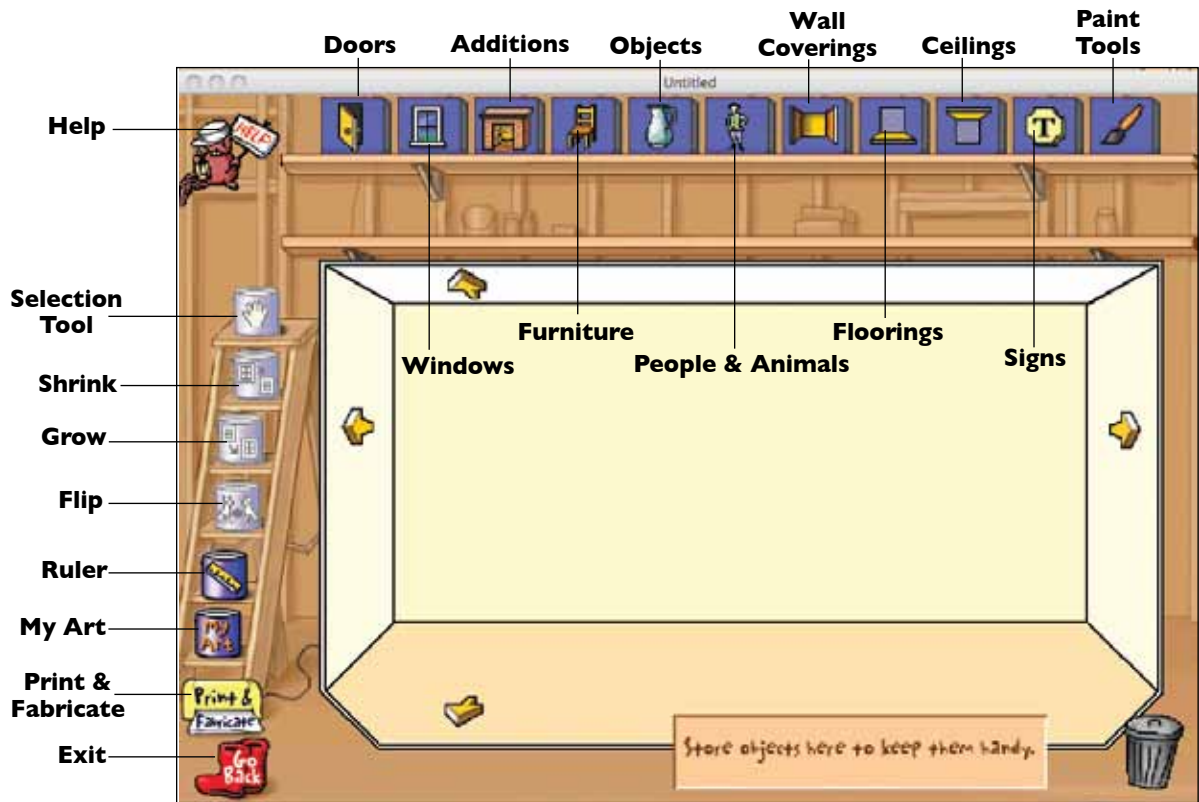 Wall
Paint
Doors
Additions
Objects
Coverings
Ceilings
Tools
Untitled
Help
HELP
T
Selection
Tool
Furniture
Floorings
Windows
People & Animals
Signs
Shrink
Grow
Flip
Ruler
My Art
My
Art
Print &
Fabricate
Print &
Fabricate
Exit
Go
Back
Store objects here to keep them handy.